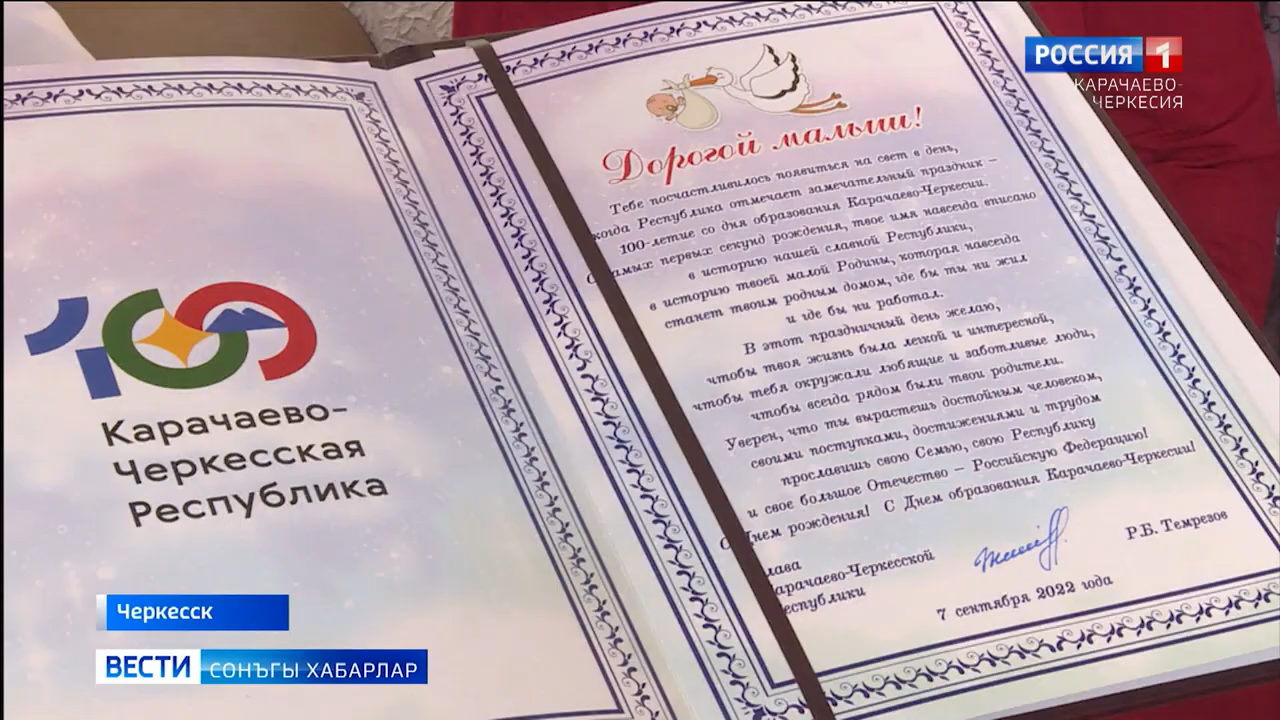 РОССИЯ 1
КАРАЧАЕВО-
ЧЕРКЕСИЯ
100
Карачаево-
Черкесская
Республика
Дорогой малыш!
Тебе посчастливилось появиться на свет в день,
когда Республика отмечает замечательный праздник –
100-летие со дня образования Карачаево-Черкесии.
С самых первых секунд рождения, твое имя навсегда вписано
в историю нашей славной Республики,
в историю твоей малой Родины, которая навсегда
станет твоим родным домом, где бы ты ни жил
и где бы ни работал.
В этот праздничный день желаю,
чтобы твоя жизнь была легкой и интересной,
чтобы тебя окружали любящие и заботливые люди,
чтобы всегда рядом были твои родители.
Уверен, что ты вырастешь достойным человеком,
своими поступками, достижениями и трудом
прославишь свою Семью, свою Республику
и свое большое Отечество – Российскую Федерацию!
С Днем рождения! С Днем образования Карачаево-Черкесии!
лава
арачаево-Черкесской
еспублики
Р.Б. Темрезов
7 сентября 2022 года
Черкесск
ВЕСТИ СОНЪГЫ ХАБАРЛАР